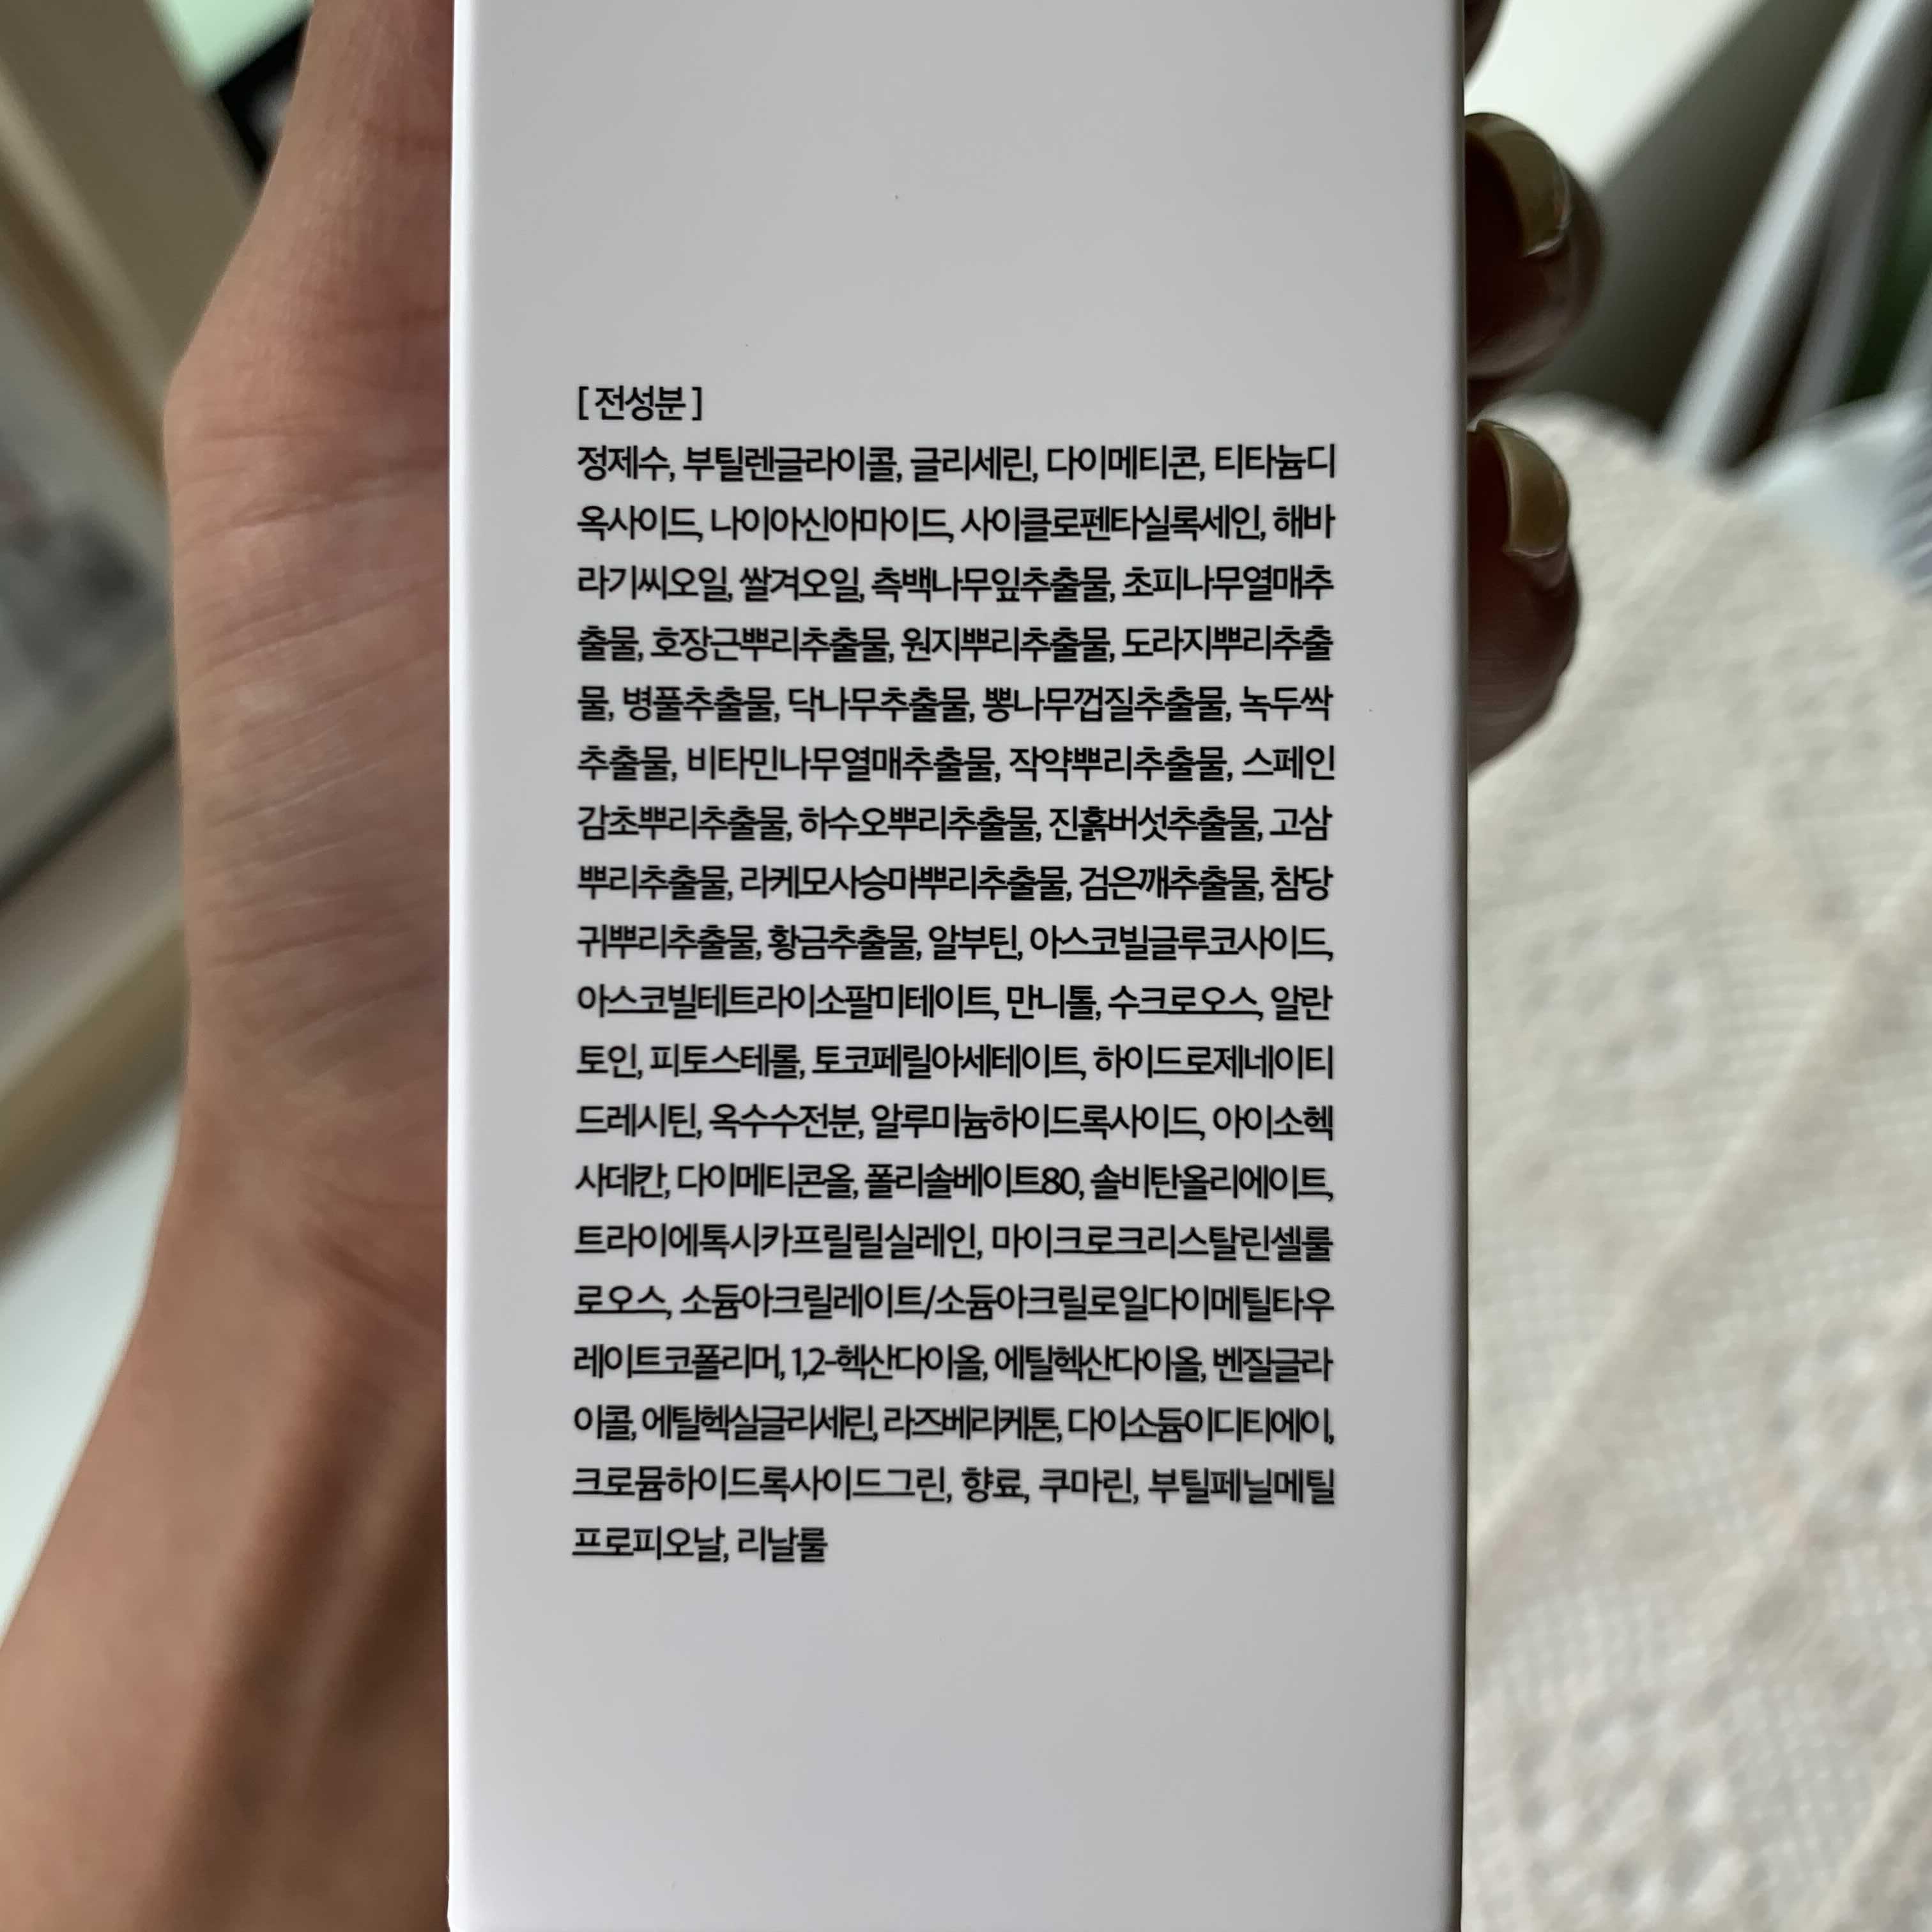 [ 전성분 ]
정제수, 부틸렌글라이콜, 글리세린, 다이메티콘, 티타늄디
옥사이드, 나이아신아마이드, 사이클로펜타실록세인, 해바
라기씨오일, 쌀겨오일, 측백나무잎추출물, 초피나무열매추
출물, 호장근뿌리추출물, 원지뿌리추출물, 도라지뿌리추출
물, 병풀추출물, 닥나무추출물, 뽕나무껍질추출물, 녹두싹
추출물, 비타민나무열매추출물, 작약뿌리추출물, 스페인
감초뿌리추출물, 하수오뿌리추출물, 진흙버섯추출물, 고삼
뿌리추출물, 라케모사승마뿌리추출물, 검은깨추출물, 참당
귀뿌리추출물, 황금추출물, 알부틴, 아스코빌글루코사이드,
아스코빌테트라이소팔미테이트, 만니톨, 수크로오스, 알란
토인, 피토스테롤, 토코페릴아세테이트, 하이드로제네이티
드레시틴, 옥수수전분, 알루미늄하이드록사이드, 아이소헥
사데칸, 다이메티콘올, 폴리솔베이트80, 솔비탄올리에이트,
트라이에톡시카프릴릴실레인, 마이크로크리스탈린셀룰
로오스, 소듐아크릴레이트/소듐아크릴로일다이메틸타우
레이트코폴리머, 1,2-헥산다이올, 에틸헥산다이올, 벤질글라
이콜, 에틸헥실글리세린, 라즈베리케톤, 다이소듐이디티에이,
크로뮴하이드록사이드그린, 향료, 쿠마린, 부틸페닐메틸
프로피오날, 리날룰